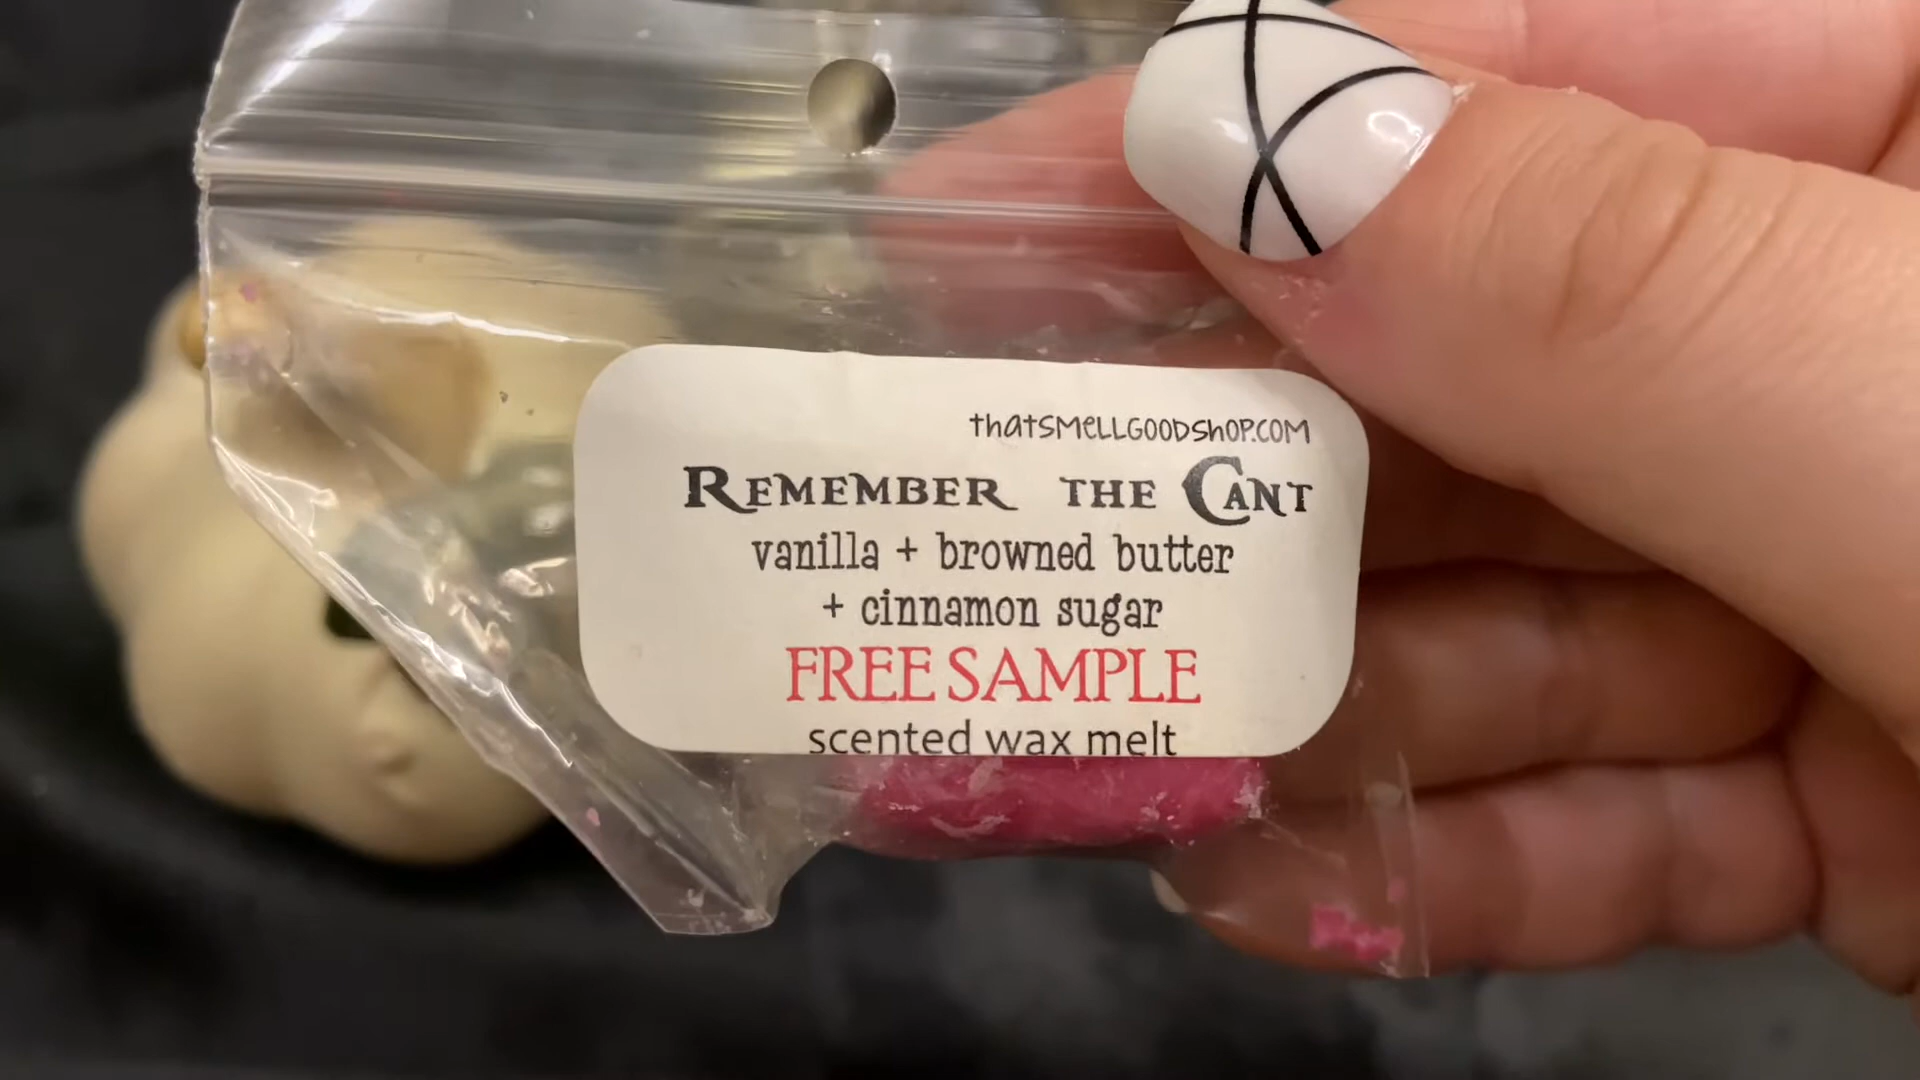 thatsmellgoodshop.com
Remember the Cant
vanilla + browned butter
+ cinnamon sugar
FREE SAMPLE
scented wax melt